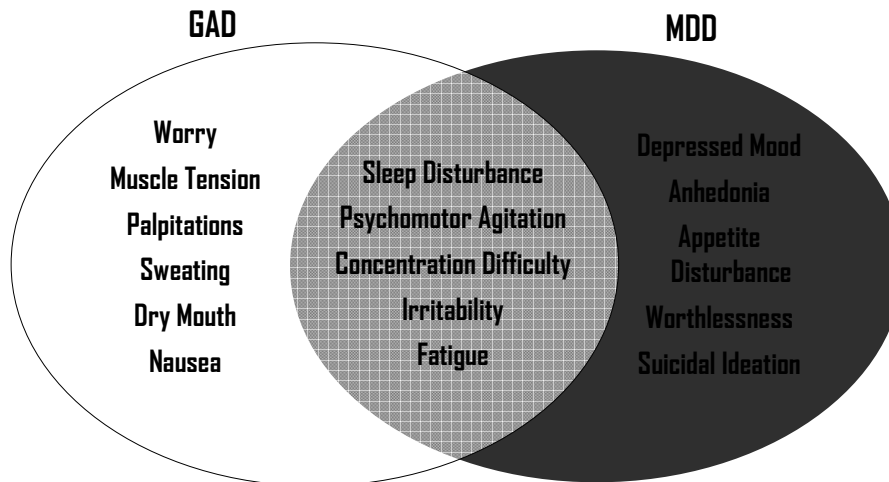 GAD
MDD
Worry
Muscle Tension
Palpitations
Sweating
Dry Mouth
Nausea
Sleep Disturbance
Psychomotor Agitation
Concentration Difficulty
Irritability
Fatigue
Depressed Mood
Anhedonia
Appetite
Disturbance
Worthlessness
Suicidal Ideation